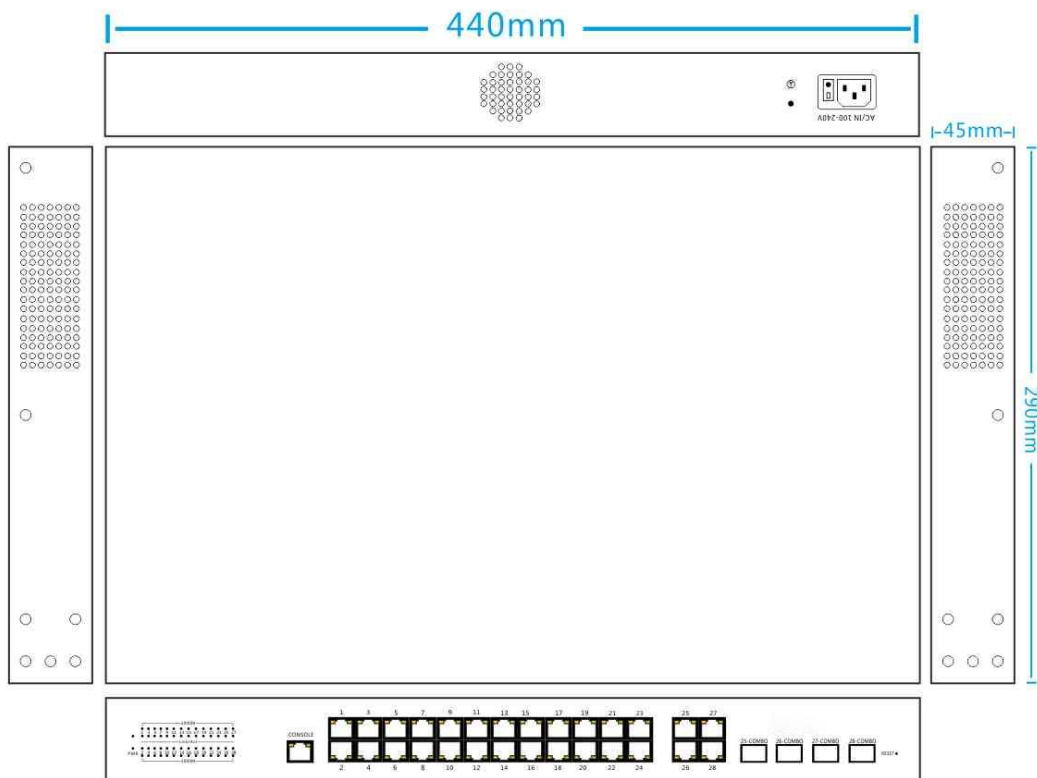 440mm
AC/IN 100-240V
45mm
290mm
1 3 5 7 9 11 13 15 17 19 21 23 25 27
CONSOLE
25-COMBO 26-COMBO 27-COMBO 28-COMBO
RESET
2 4 6 8 10 12 14 16 18 20 22 24 26 28